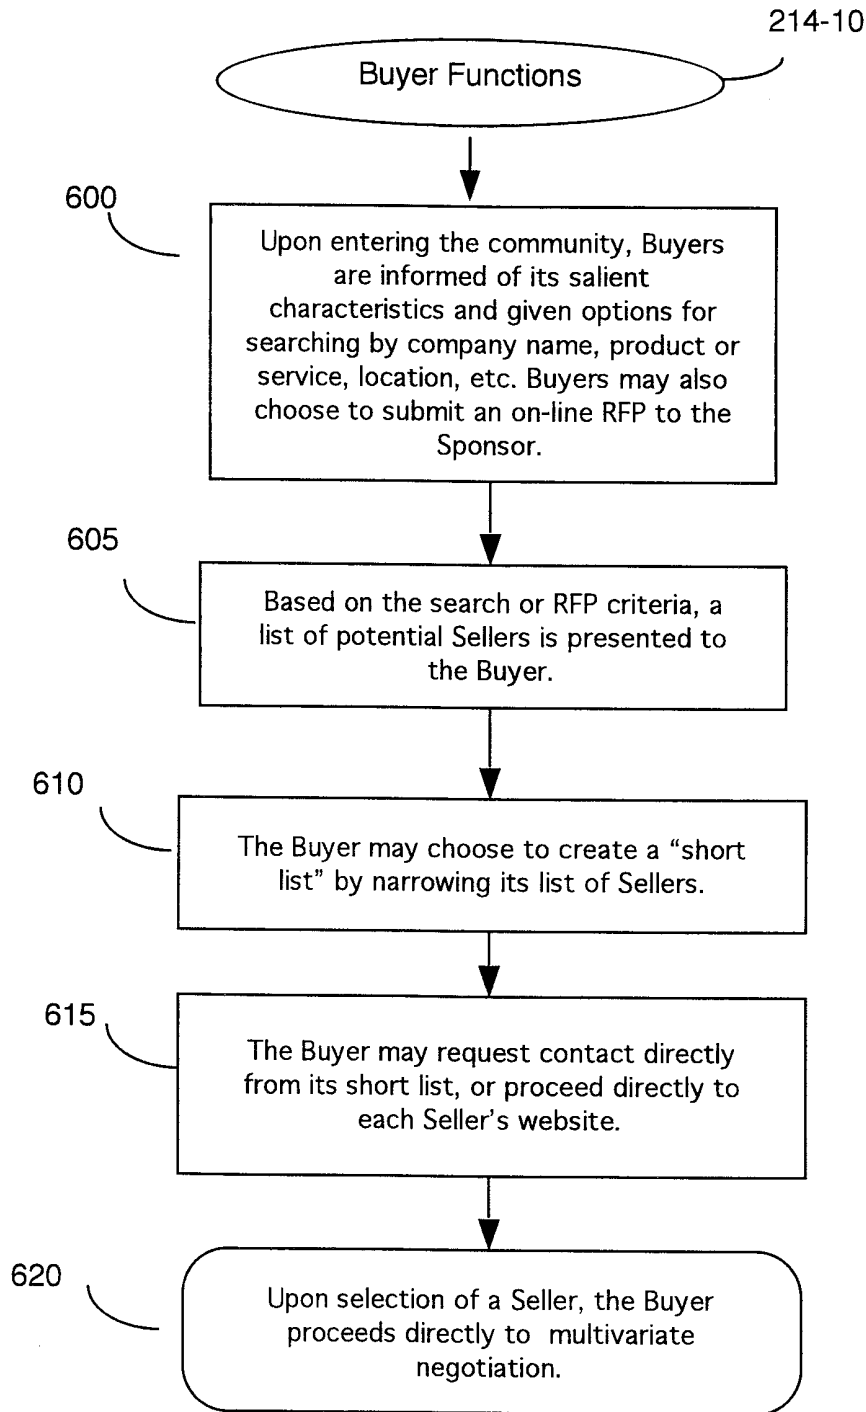 214-10
Buyer Functions
600
Upon entering the community, Buyers
are informed of its salient
characteristics and given options for
searching by company name, product or
service, location, etc. Buyers may also
choose to submit an on-line RFP to the
Sponsor.
605
Based on the search or RFP criteria, a
list of potential Sellers is presented to
the Buyer.
610
The Buyer may choose to create a “short
list” by narrowing its list of Sellers.
615
The Buyer may request contact directly
from its short list, or proceed directly to
each Seller’s website.
620
Upon selection of a Seller, the Buyer
proceeds directly to multivariate
negotiation.